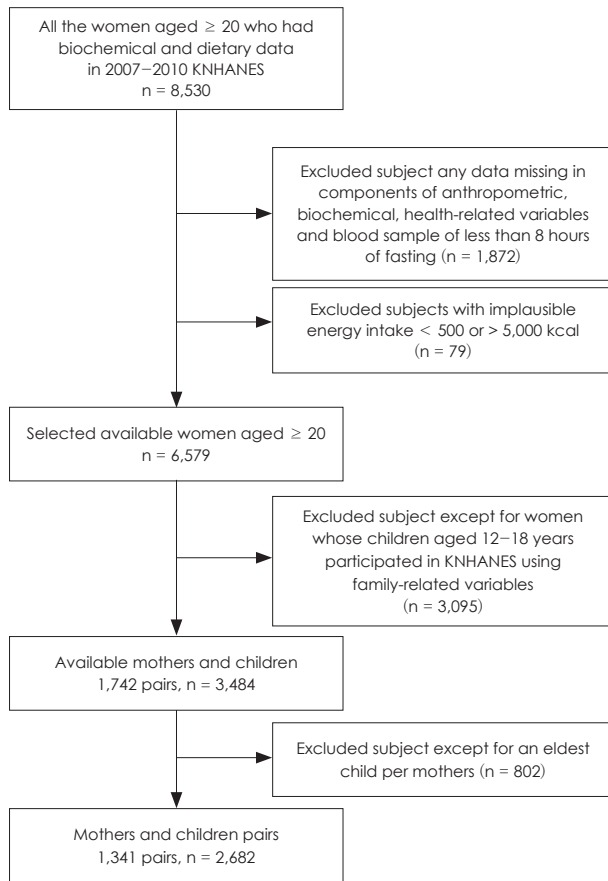 All the women aged ≥ 20 who had
biochemical and dietary data
in 2007−2010 KNHANES
n = 8,530
Excluded subject any data missing in
components of anthropometric,
biochemical, health-related variables
and blood sample of less than 8 hours
of fasting (n = 1,872)
Excluded subjects with implausible
energy intake < 500 or > 5,000 kcal
(n = 79)
Selected available women aged ≥ 20
n = 6,579
Excluded subject except for women
whose children aged 12−18 years
participated in KNHANES using
family-related variables
(n = 3,095)
Available mothers and children
1,742 pairs, n = 3,484
Excluded subject except for an eldest
child per mothers (n = 802)
Mothers and children pairs
1,341 pairs, n = 2,682